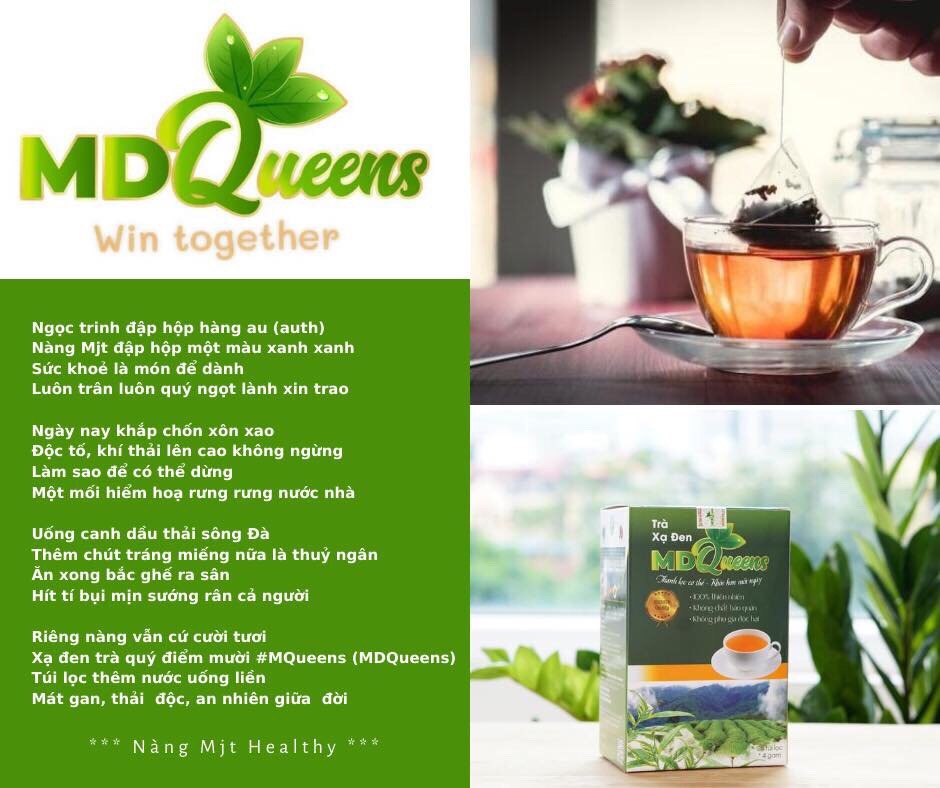 MDQueens
Win together
Ngọc trinh đập hộp hàng au (auth)
Nàng Mjt đập hộp một màu xanh xanh
Sức khoẻ là món để dành
Luôn trân luôn quý ngọt lành xin trao
Ngày nay khắp chốn xôn xao
Độc tố, khí thải lên cao không ngừng
Làm sao để có thể dừng
Một mối hiểm hoạ rưng rưng nước nhà
Uống canh dầu thải sông Đà
Thêm chút tráng miếng nữa là thuỷ ngân
Ăn xong bắc ghế ra sân
Hít tí bụi mịn sướng rân cả người
Riêng nàng vẫn cứ cười tươi
Xạ đen trà quý điểm mười #MQueens (MDQueens)
Túi lọc thêm nước uống liền
Mát gan, thải độc, an nhiên giữa đời
*** Nàng Mjt Healthy ***
Trà
Xạ Đen
MDQueens
Thanh lọc cơ thể - Khỏe hơn mỗi ngày
• 100% thiên nhiên
• Không chất bảo quản
• Không phụ gia độc hại
túi lọc
* 4 gam